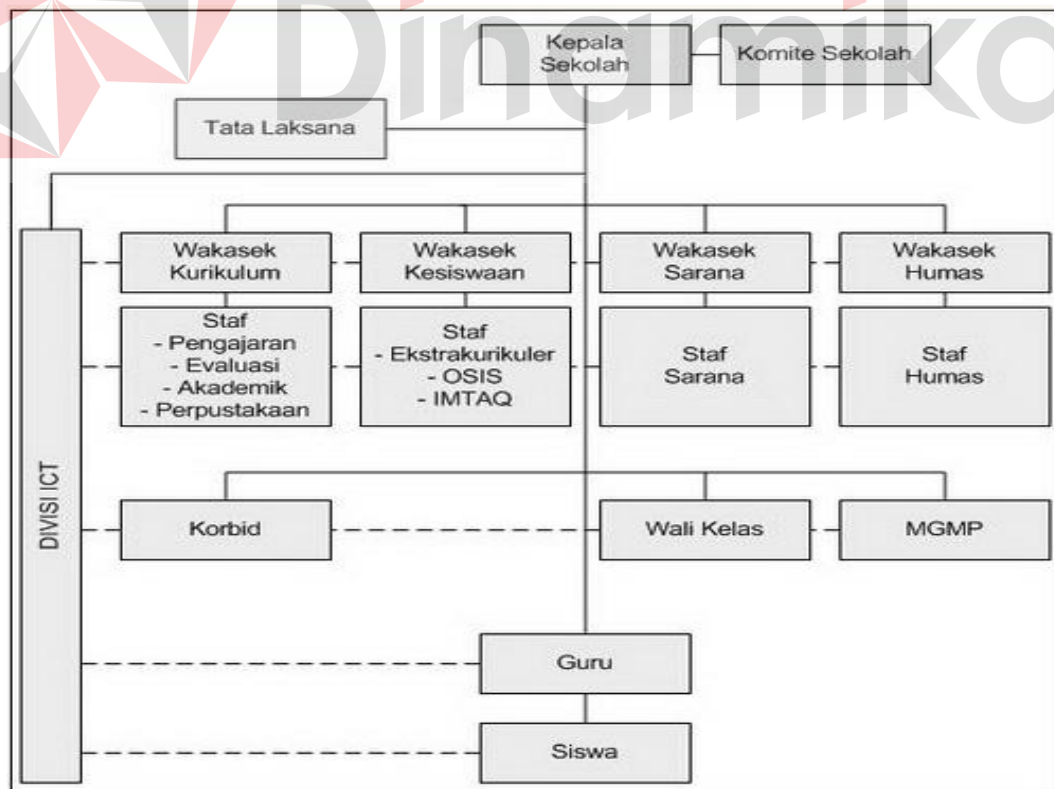 Dinamika
Kepala
Sekolah
Komite Sekolah
Tata Laksana
Wakasek
Kurikulum
Wakasek
Kesiswaan
Wakasek
Sarana
Wakasek
Humas
Staf
- Pengajaran
- Evaluasi
- Akademik
- Perpustakaan
Staf
- Ekstrakurikuler
- OSIS
- IMTAQ
Staf
Sarana
Staf
Humas
DIVISI ICT
Korbid
Wali Kelas
MGMP
Guru
Siswa